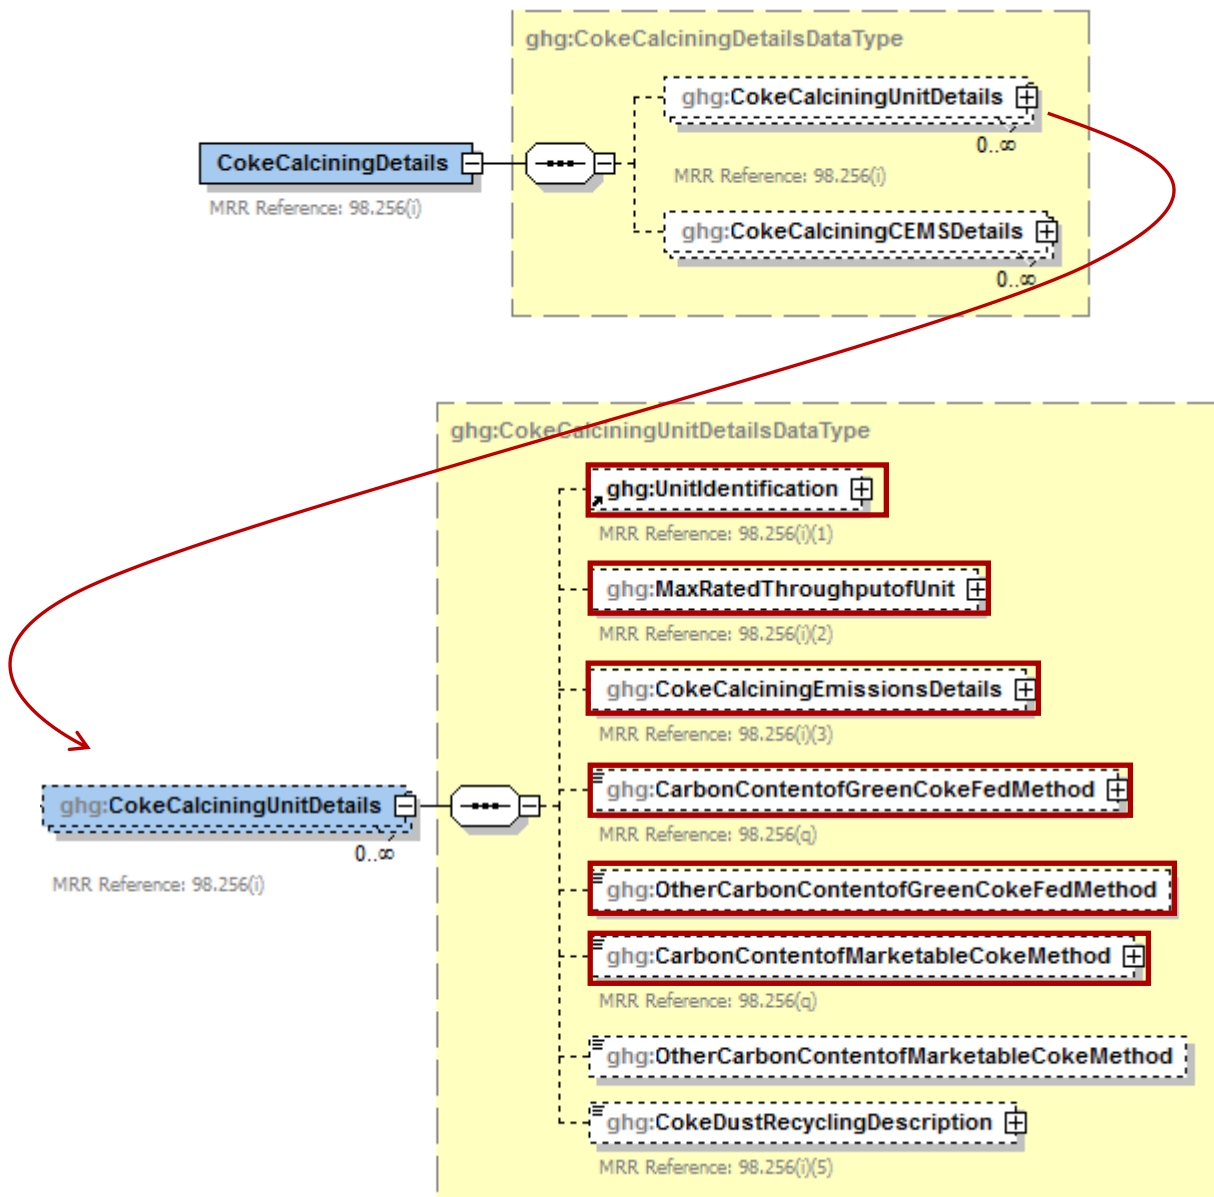 ghg:CokeCalciningDetailsDataType
ghg:CokeCalciningUnitDetails
0..∞
MRR Reference: 98.256(i)
CokeCalciningDetails
MRR Reference: 98.256(i)
ghg:CokeCalciningCEMSDetails
0..∞
ghg:CokeCalciningUnitDetailsDataType
ghg:UnitIdentification
MRR Reference: 98.256(i)(1)
ghg:MaxRatedThroughputofUnit
MRR Reference: 98.256(i)(2)
ghg:CokeCalciningEmissionsDetails
MRR Reference: 98.256(i)(3)
ghg:CarbonContentofGreenCokeFedMethod
MRR Reference: 98.256(q)
ghg:CokeCalciningUnitDetails
0..∞
MRR Reference: 98.256(i)
ghg:OtherCarbonContentofGreenCokeFedMethod
ghg:CarbonContentofMarketableCokeMethod
MRR Reference: 98.256(q)
ghg:OtherCarbonContentofMarketableCokeMethod
ghg:CokeDustRecyclingDescription
MRR Reference: 98.256(i)(5)